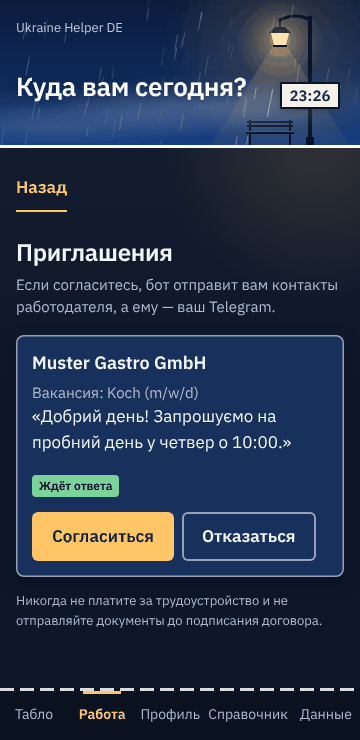 Ukraine Helper DE
Куда вам сегодня?
23:26
Назад
Приглашения
Если согласитесь, бот отправит вам контакты
работодателя, а ему — ваш Telegram.
Muster Gastro GmbH
Вакансия: Koch (m/w/d)
«Добрий день! Запрошуємо на
пробний день у четвер о 10:00.»
Ждёт ответа
Согласиться
Отказаться
Никогда не платите за трудоустройство и не
отправляйте документы до подписания договора.
Табло Работа Профиль Справочник Данные